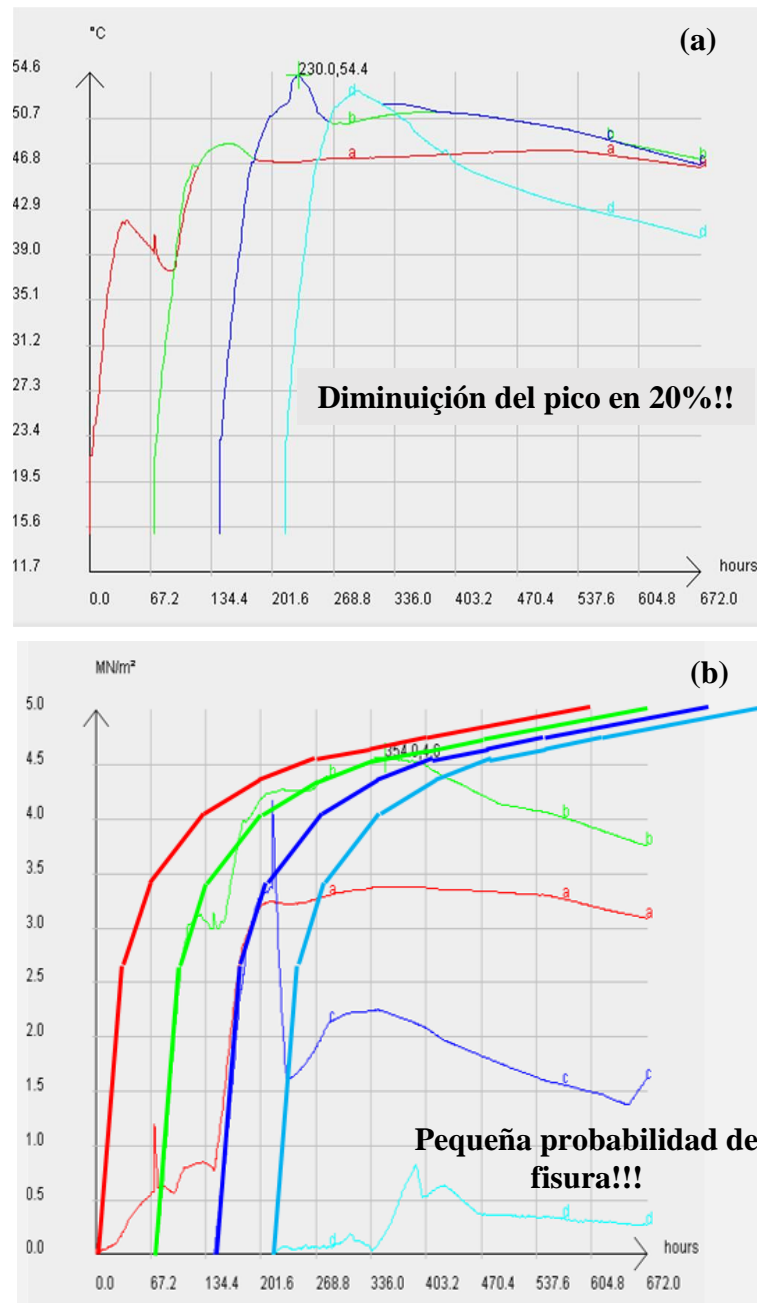 °C
(a)
54.6
230.0,54.4
d
50.7
b
c
46.8
a
a
b
c
a
42.9
d
d
39.0
35.1
31.2
27.3
Diminuiçión del pico en 20%!!
23.4
19.5
15.6
11.7
hours
0.0 67.2 134.4 201.6 268.8 336.0 403.2 470.4 537.6 604.8 672.0
MN/m²
(b)
5.0
354.0,4.6
4.5
b
b
4.0
b
3.5
a
a
a
3.0
2.5
c
2.0
c
c
1.5
Pequeña probabilidad de
fisura!!!
1.0
0.5
d
d
d
0.0
hours
0.0 67.2 134.4 201.6 268.8 336.0 403.2 470.4 537.6 604.8 672.0